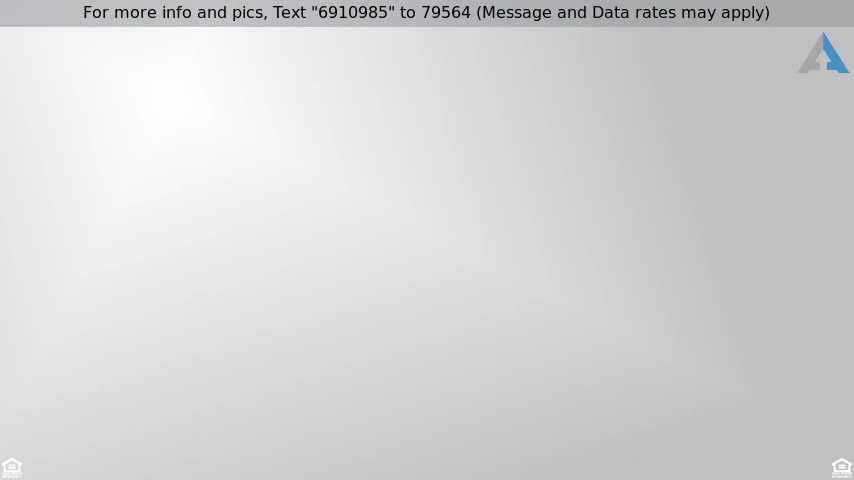 For more info and pics, Text "6910985" to 79564 (Message and Data rates may apply)